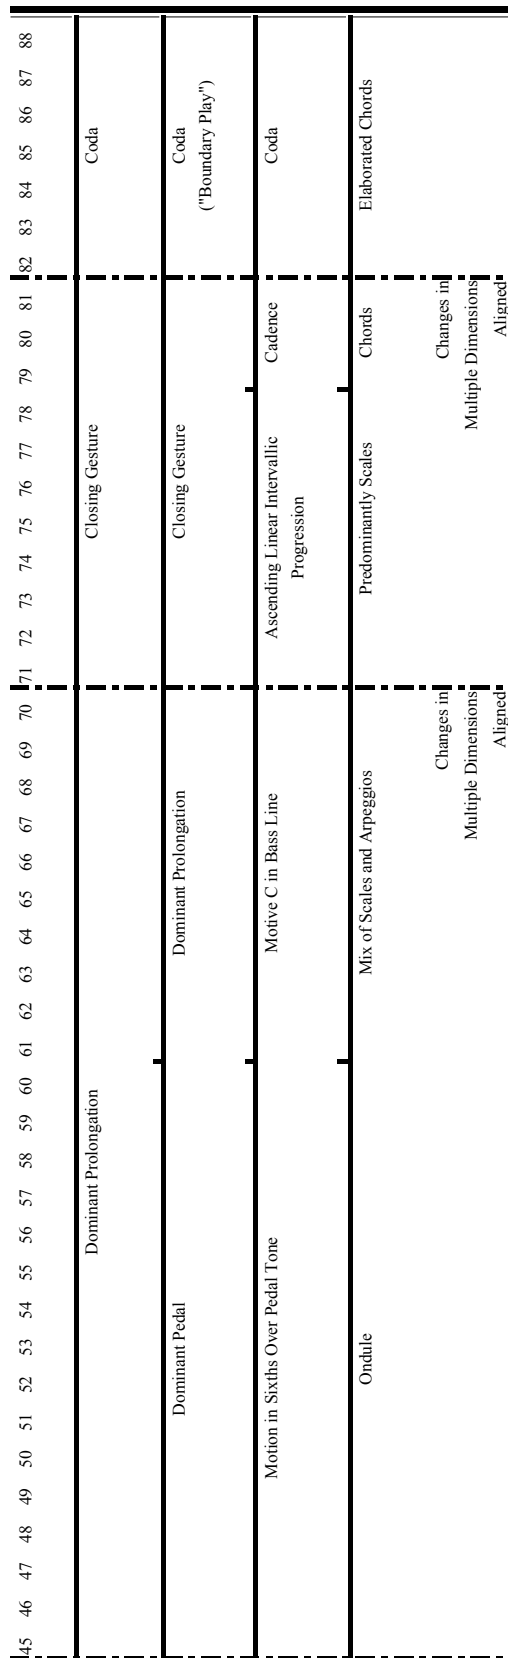 45 46 47 48 49 50 51 52 53 54 55 56 57 58 59 60 61 62 63 64 65 66 67 68 69 70 71 72 73 74 75 76 77 78 79 80 81 82 83 84 85 86 87 88
Dominant Prolongation
Closing Gesture
Coda
Dominant Pedal
Dominant Prolongation
Closing Gesture
Coda
("Boundary Play")
Motion in Sixths Over Pedal Tone
Motive C in Bass Line
Ascending Linear Intervallic
Progression
Cadence
Coda
Ondule
Mix of Scales and Arpeggios
Predominantly Scales
Chords
Elaborated Chords
Changes in
Multiple Dimensions
Aligned
Changes in
Multiple Dimensions
Aligned